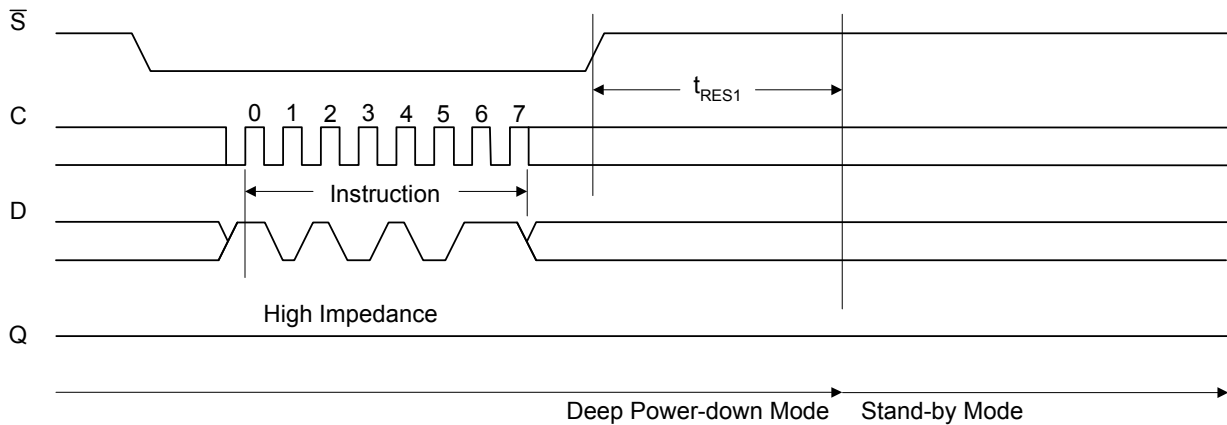 S̅
t_RES1
C
0 1 2 3 4 5 6 7
Instruction
D
High Impedance
Q
Deep Power-down Mode Stand-by Mode